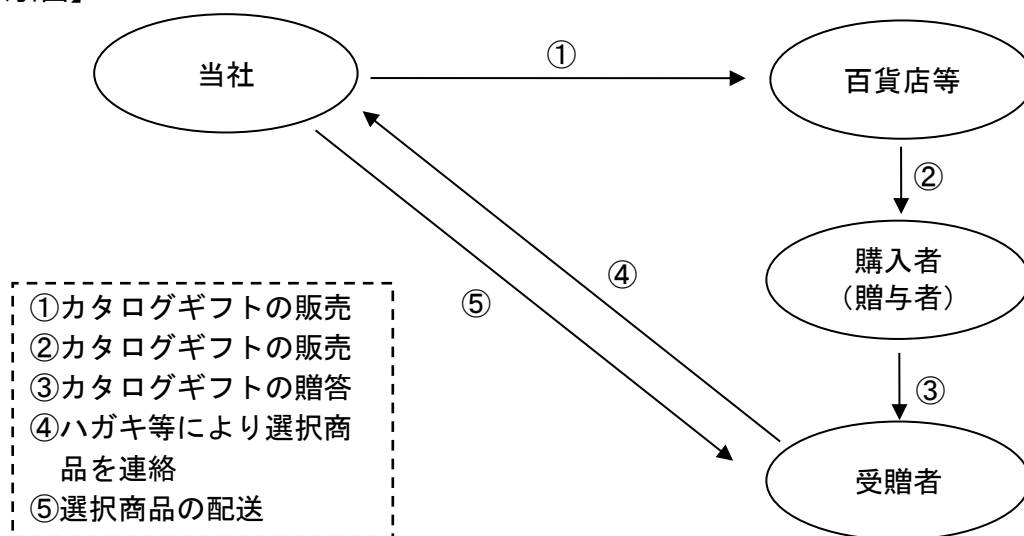 当社
①
百貨店等
②
購入者
(贈与者)
④
⑤
③
受贈者
①カタログギフトの販売
②カタログギフトの販売
③カタログギフトの贈答
④ハガキ等により選択商
品を連絡
⑤選択商品の配送